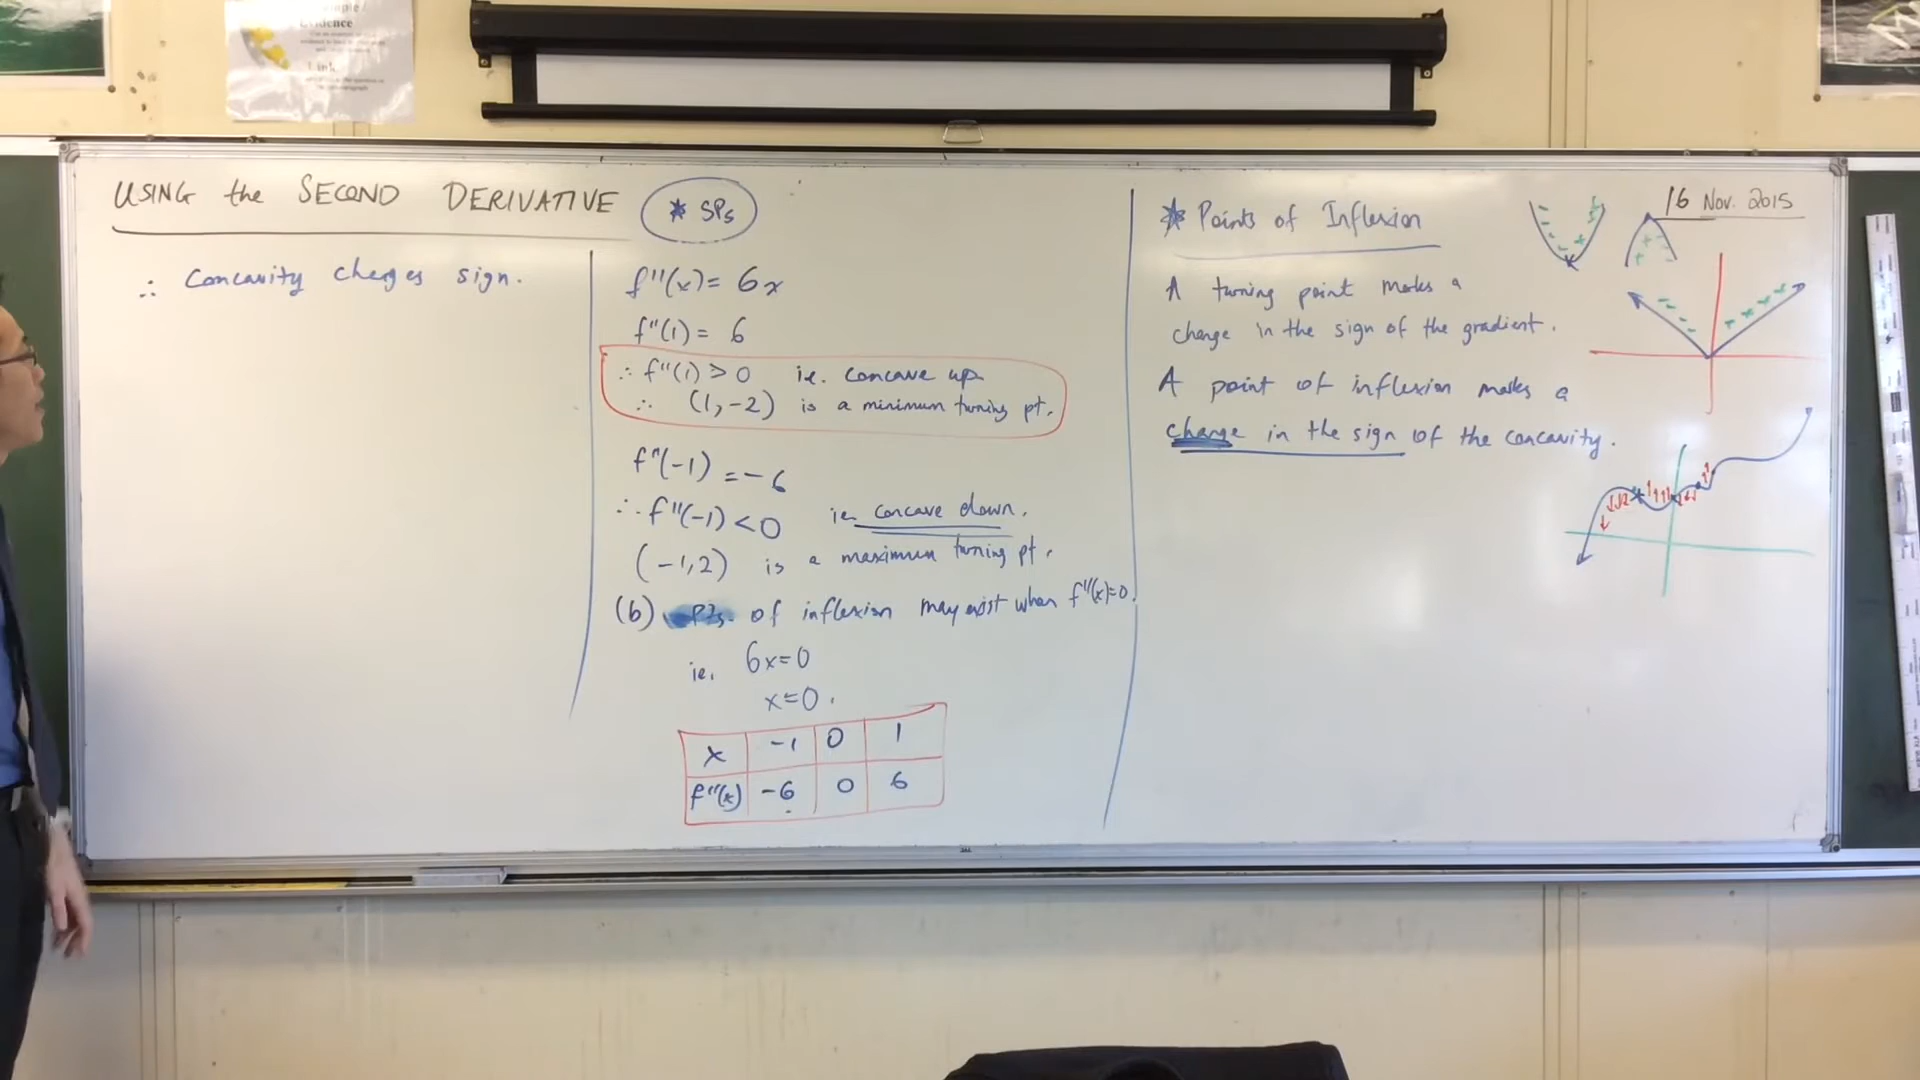 USING the SECOND DERIVATIVE
* SPs
∴ Concavity changes sign.
f''(x) = 6x
f''(1) = 6
∴ f''(1) > 0 ie. concave up
∴ (1,-2) is a minimum turning pt.
f''(-1) = -6
∴ f''(-1) < 0 ie. concave down.
(-1,2) is a maximum turning pt.
(b) of inflexion may exist when f''(x)=0.
ie. 6x=0
x=0.
x -1 0 1
f''(x) -6 0 6
* Points of Inflexion
16 Nov. 2015
A turning point marks a
change in the sign of the gradient.
A point of inflexion marks a
change in the sign of the concavity.
Evidence
Link